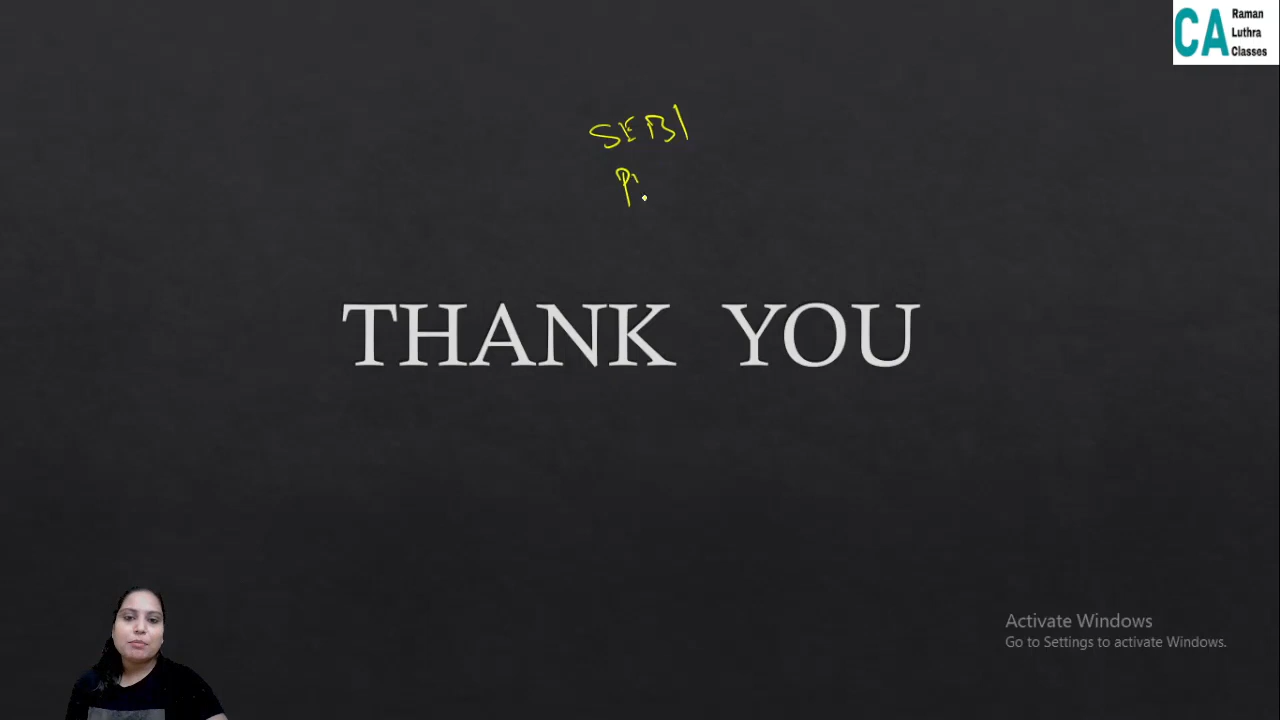 CA Raman
Luthra
Classes
SEBI
THANK YOU
Activate Windows
Go to Settings to activate Windows.